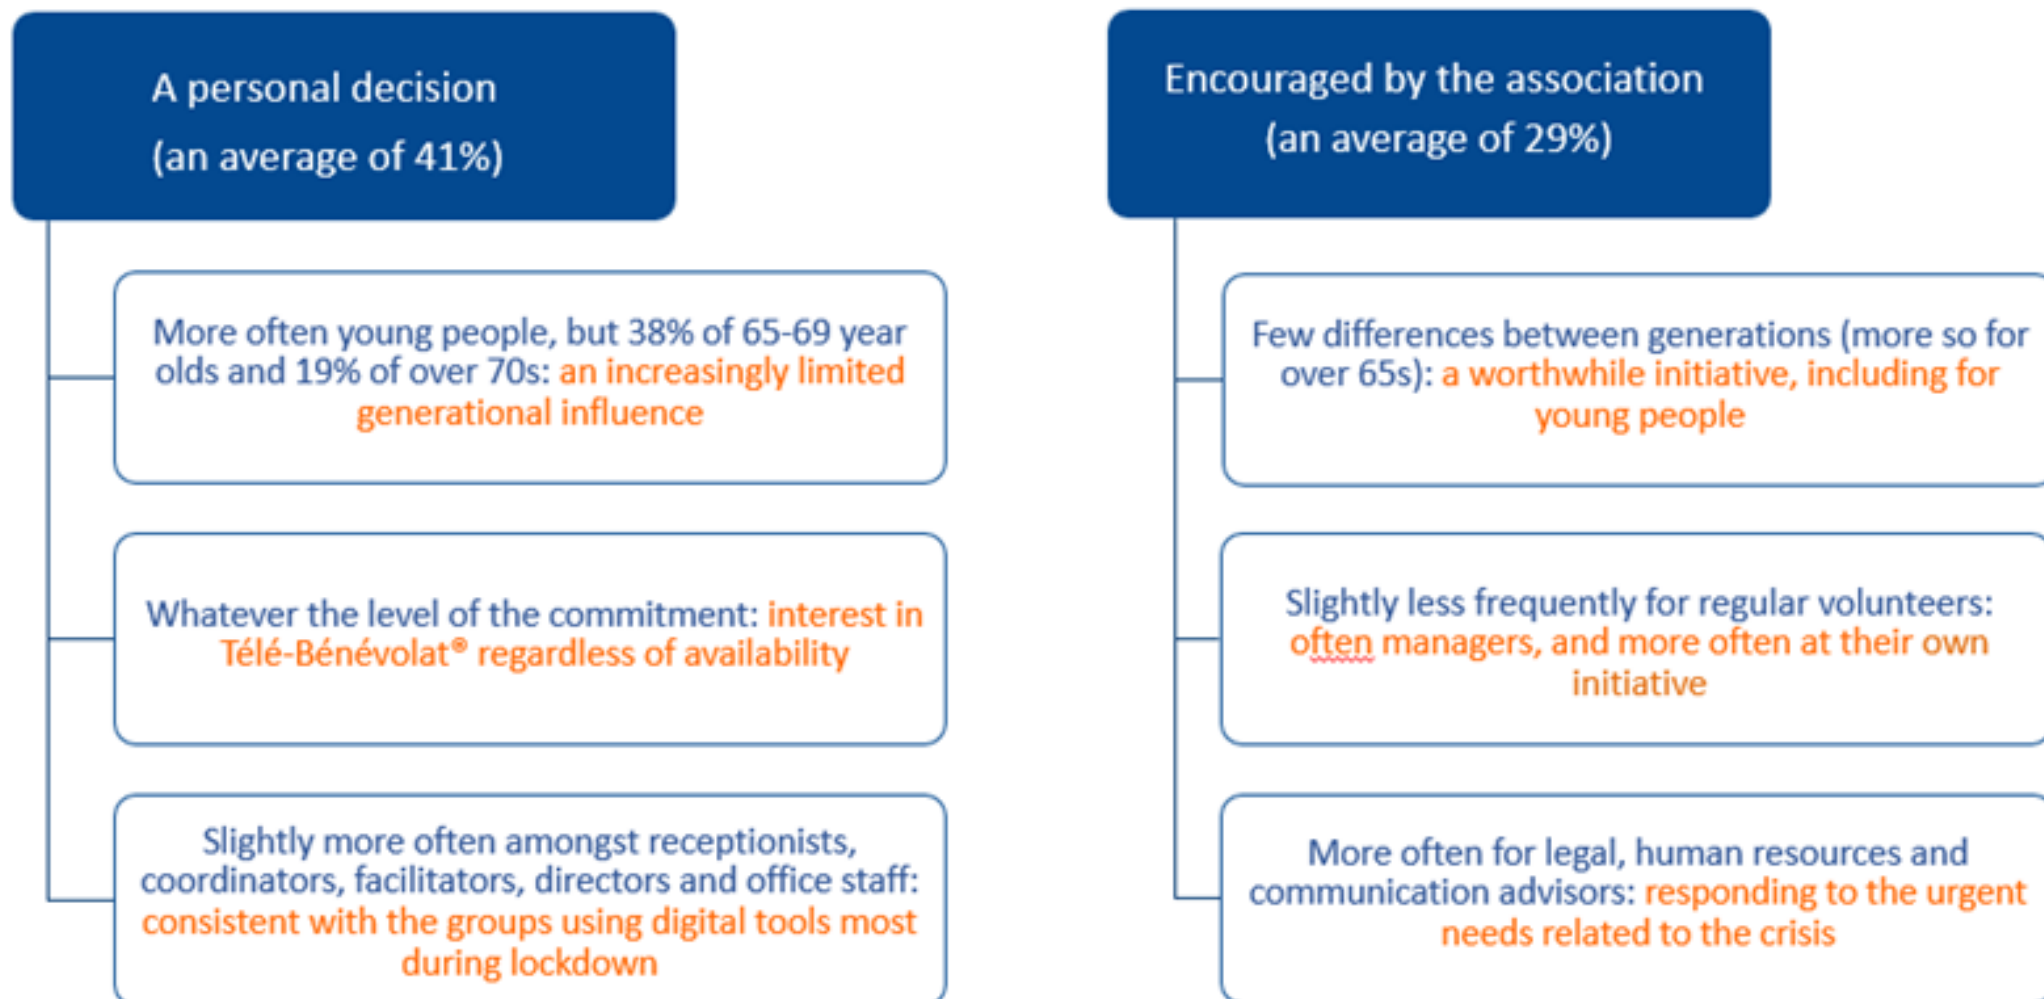 A personal decision
(an average of 41%)
More often young people, but 38% of 65-69 year
olds and 19% of over 70s: an increasingly limited
generational influence
Whatever the level of the commitment: interest in
Télé-Bénévolat® regardless of availability
Slightly more often amongst receptionists,
coordinators, facilitators, directors and office staff:
consistent with the groups using digital tools most
during lockdown
Encouraged by the association
(an average of 29%)
Few differences between generations (more so for
over 65s): a worthwhile initiative, including for
young people
Slightly less frequently for regular volunteers:
often managers, and more often at their own
initiative
More often for legal, human resources and
communication advisors: responding to the urgent
needs related to the crisis